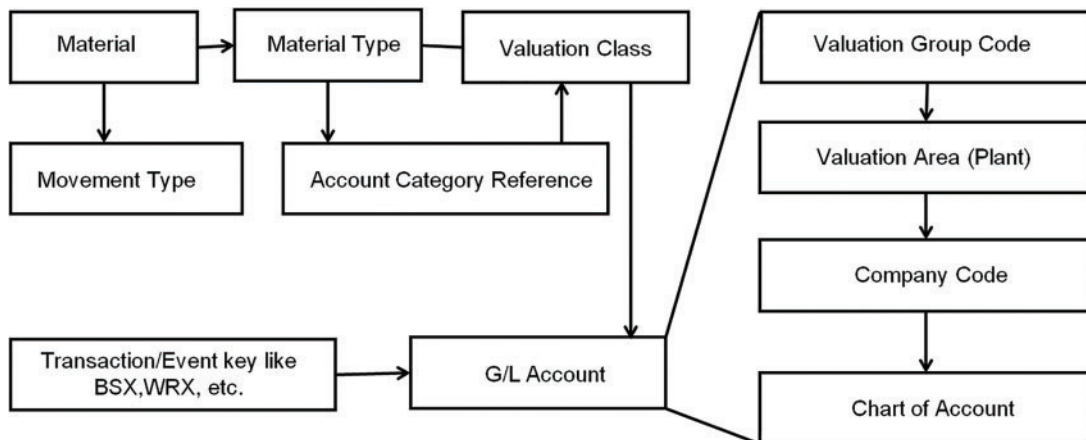 Material
Material Type
Valuation Class
Movement Type
Account Category Reference
Transaction/Event key like
BSX,WRX, etc.
G/L Account
Valuation Group Code
Valuation Area (Plant)
Company Code
Chart of Account